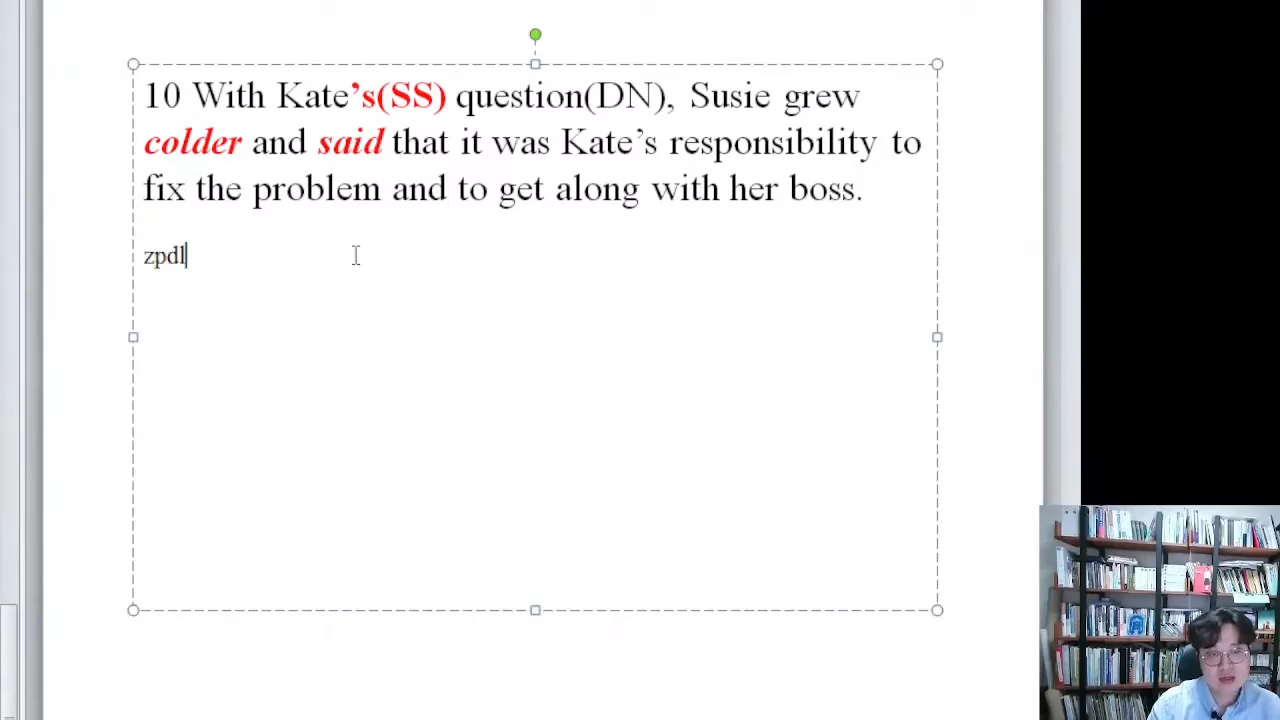 10 With Kate’s(SS) question(DN), Susie grew
colder and said that it was Kate’s responsibility to
fix the problem and to get along with her boss.
zpdl